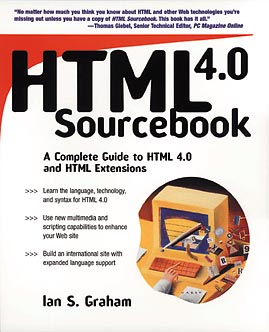 "No matter how much you think you know about HTML and other Web technologies you're
missing out unless you have a copy of HTML Sourcebook. This book has it all."
—Thomas Giebel, Senior Technical Editor, PC Magazine Online
HTML 4.0
Sourcebook
A Complete Guide to HTML 4.0
and HTML Extensions
>>> Learn the language, technology,
and syntax for HTML 4.0
>>> Use new multimedia and
scripting capabilities to enhance
your Web site
>>> Build an international site with
expanded language support
Ian S. Graham